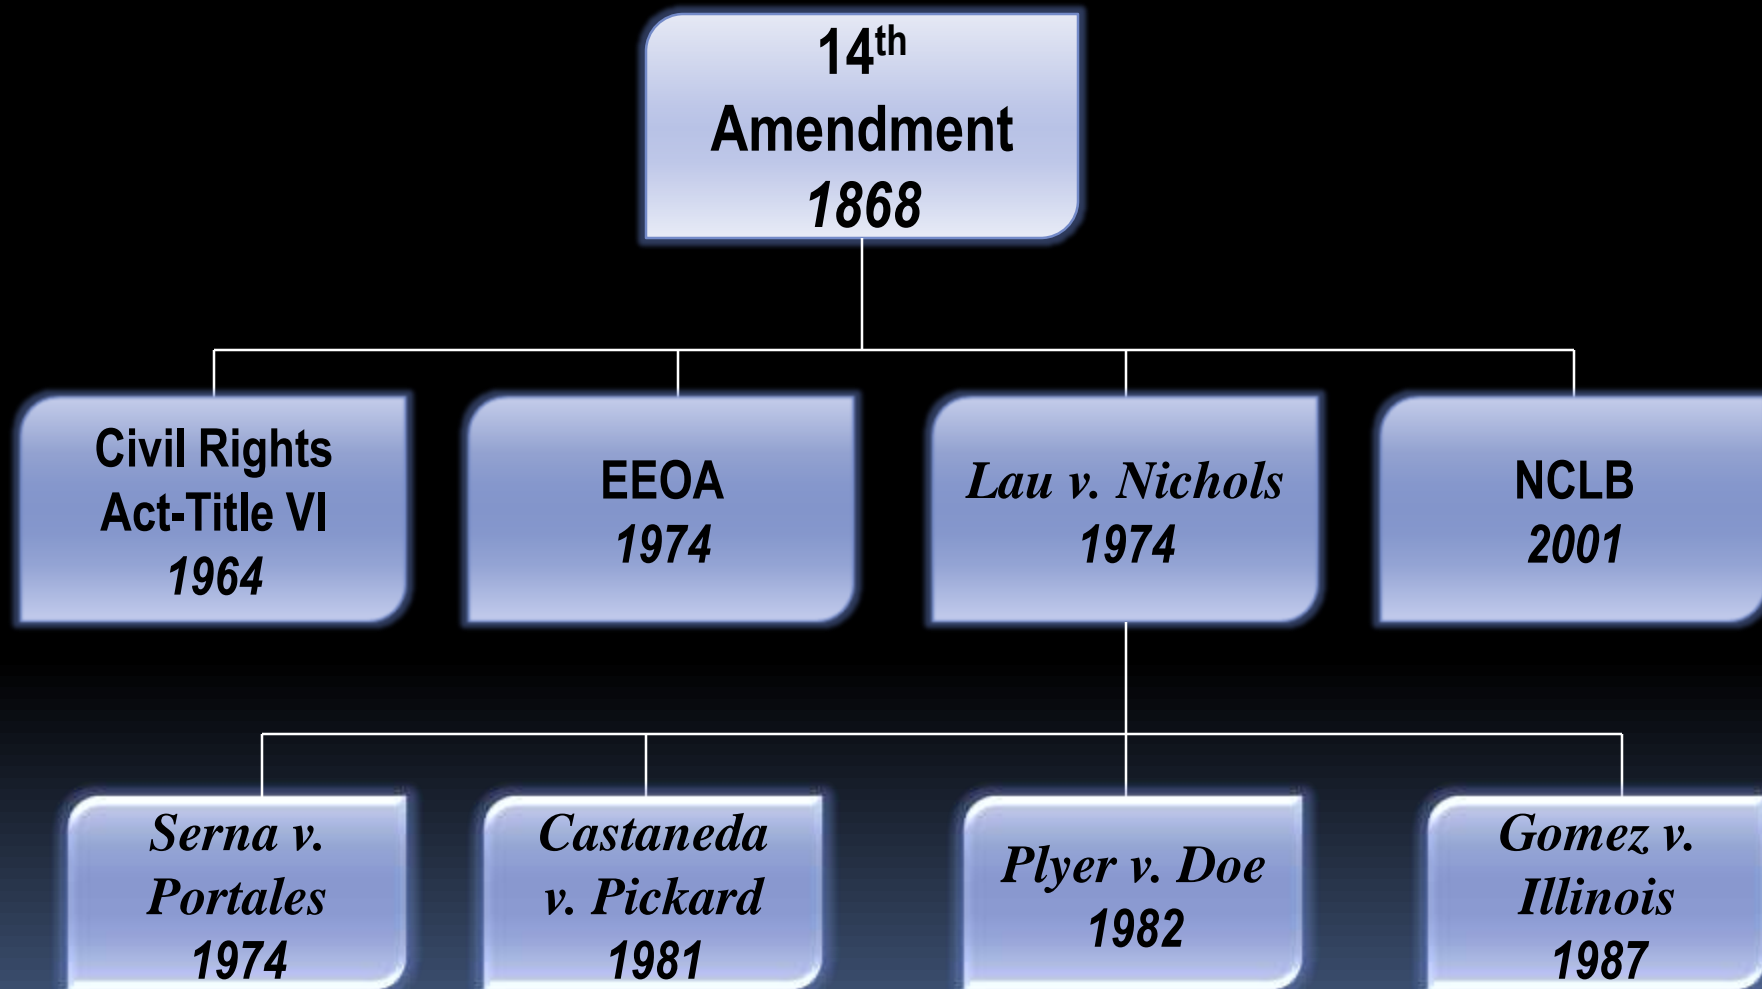 14th
Amendment
1868
Civil Rights
Act-Title VI
1964
EEOA
1974
Lau v. Nichols
1974
NCLB
2001
Serna v.
Portales
1974
Castaneda
v. Pickard
1981
Plyer v. Doe
1982
Gomez v.
Illinois
1987